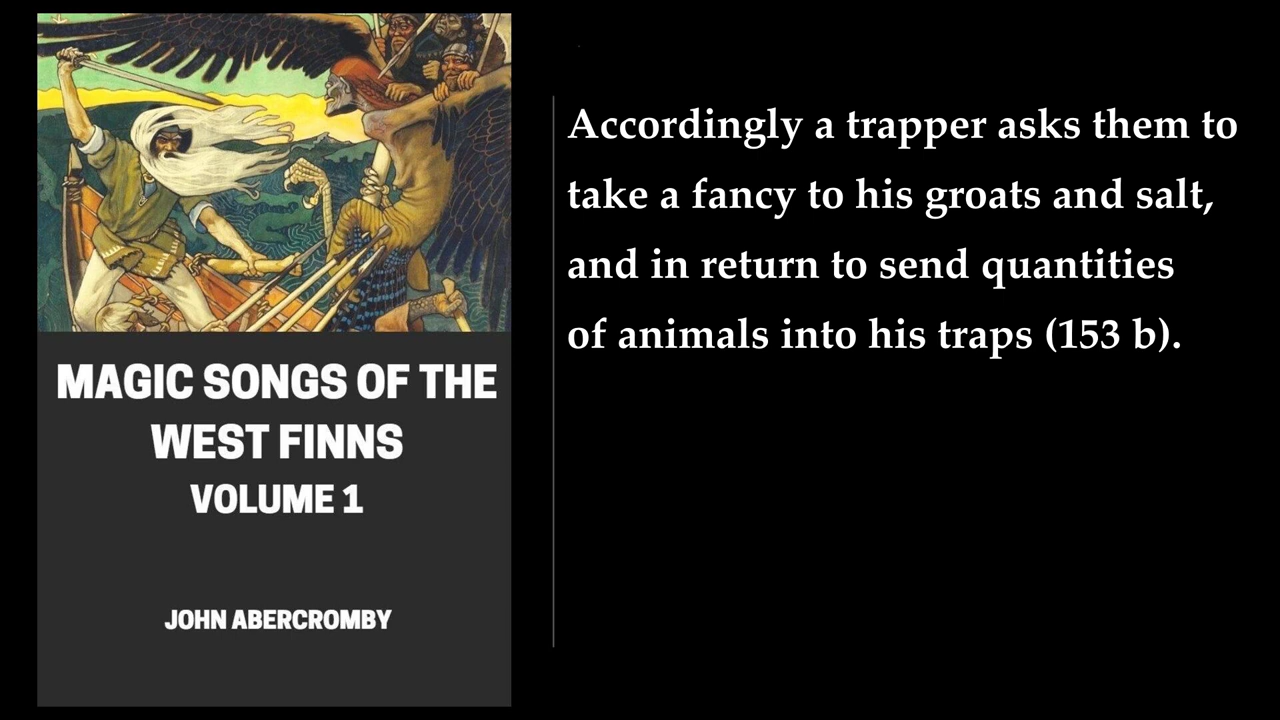 MAGIC SONGS OF THE
WEST FINNS
VOLUME 1
JOHN ABERCROMBY
Accordingly a trapper asks them to
take a fancy to his groats and salt,
and in return to send quantities
of animals into his traps (153 b).